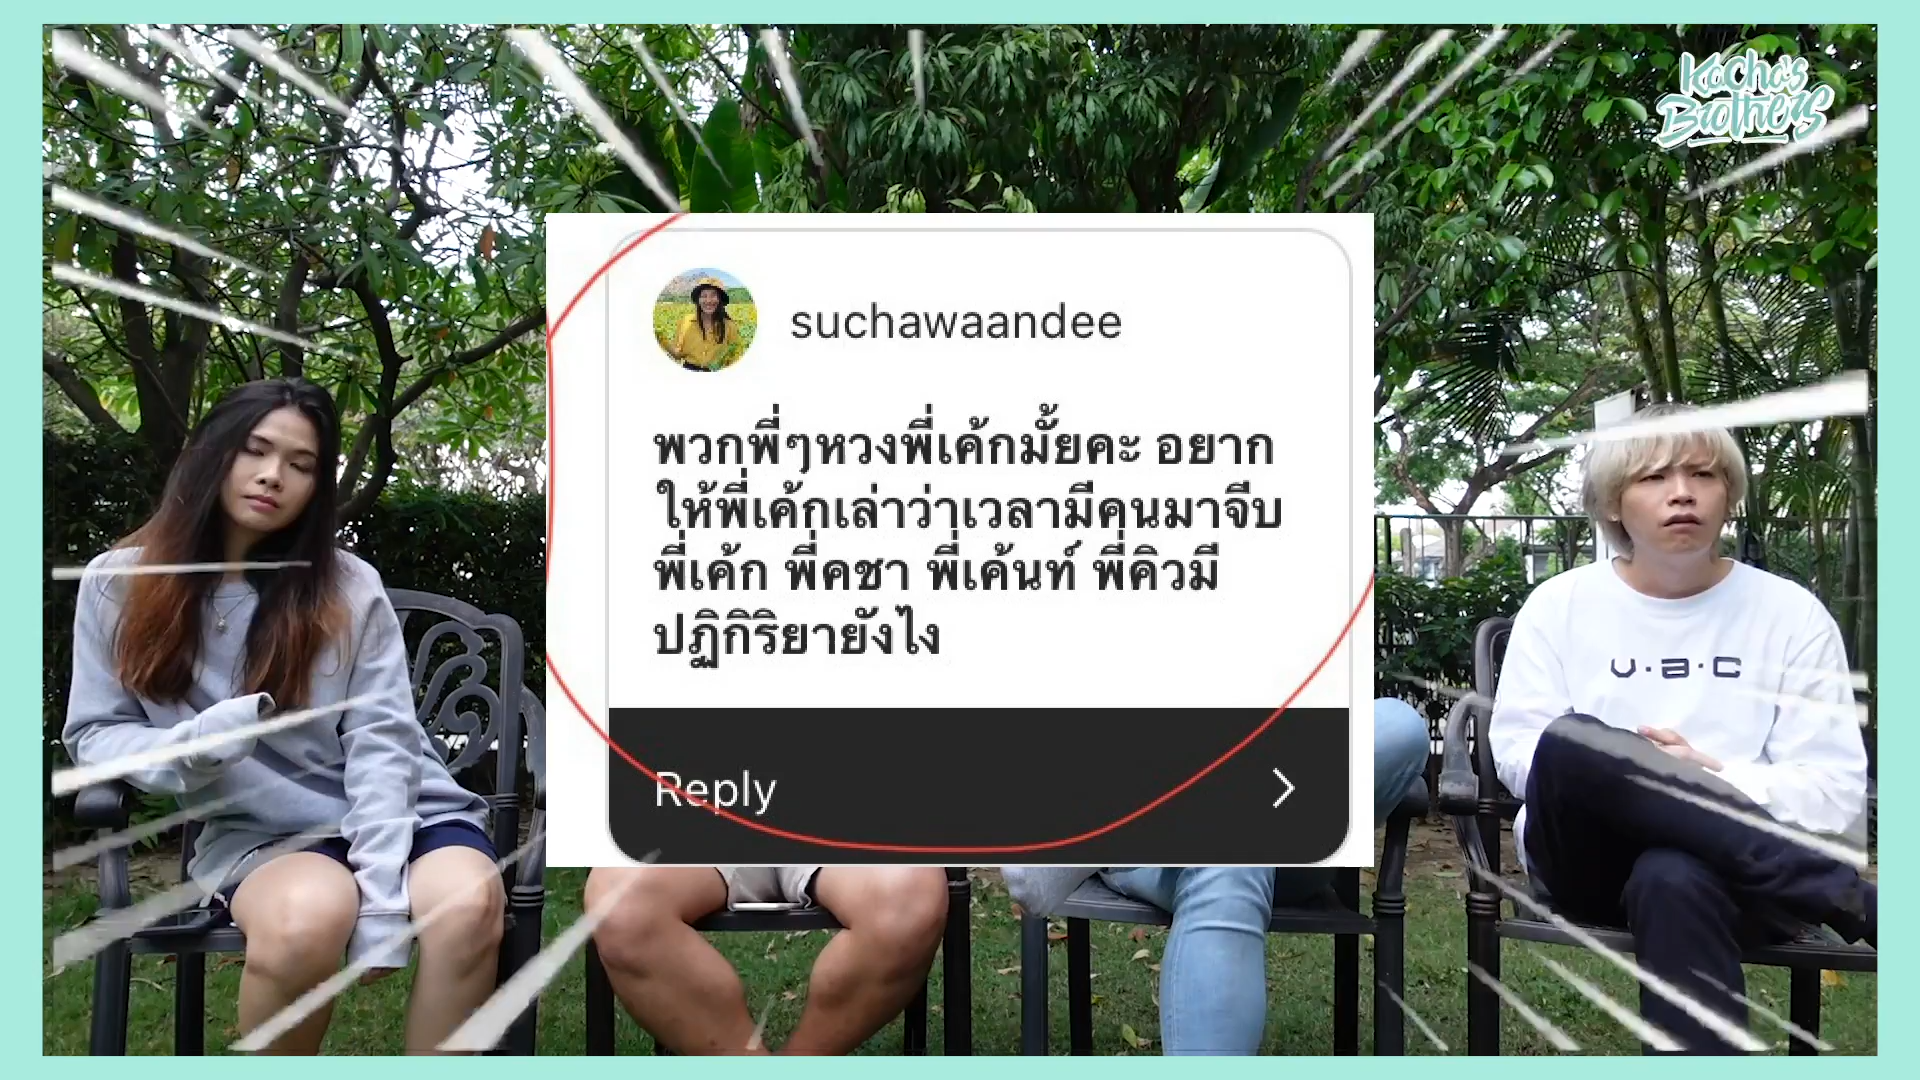 Kacha's
Brothers
suchawaandee
พวกพี่ๆหวงพี่เค้กมั้ยคะ อยาก
ให้พี่เค้กเล่าว่าเวลามีคนมาจีบ
พี่เค้ก พี่คชา พี่เค้นท์ พี่คิวมี
ปฏิกิริยายังไง
Reply
v·a·c